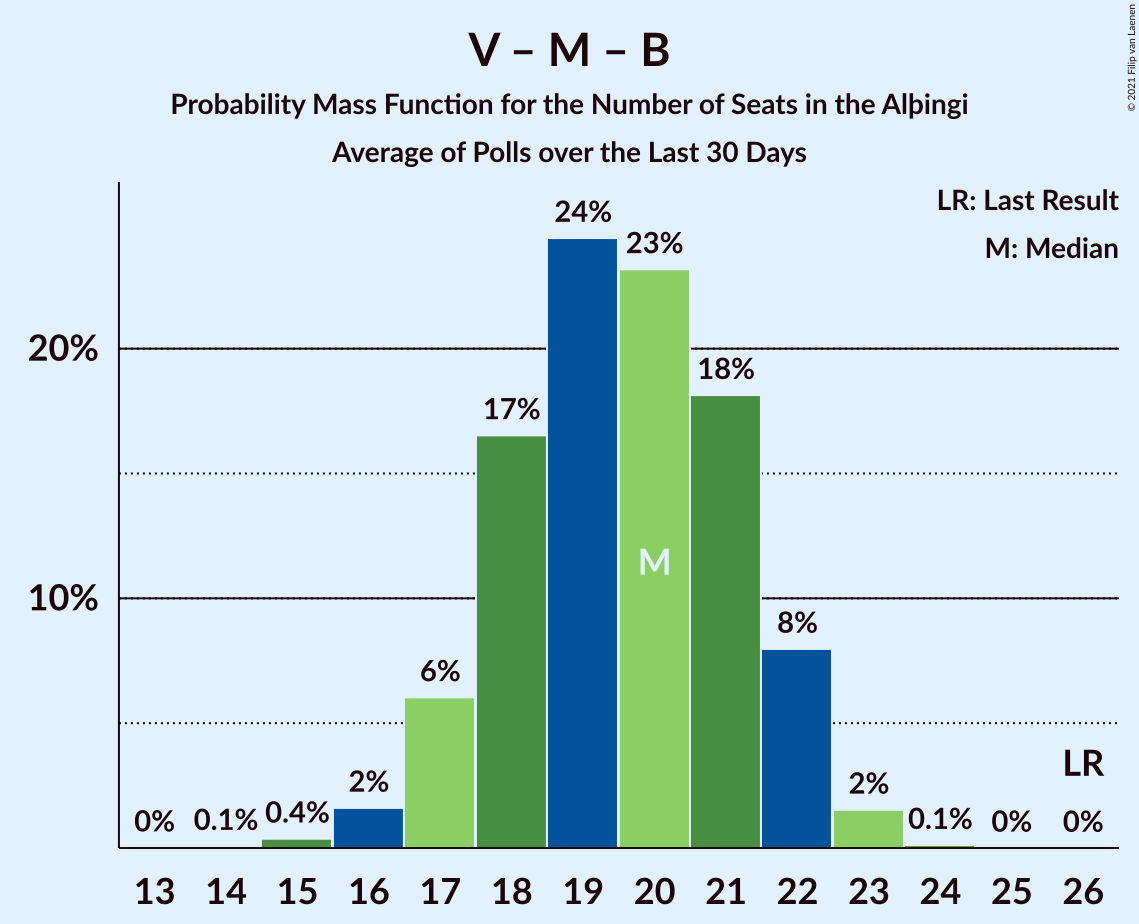 V – M – B
Probability Mass Function for the Number of Seats in the Alþingi
Average of Polls over the Last 30 Days
© 2021 Filip van Laenen
LR: Last Result
M: Median
20%
10%
0%
0.1%
0.4%
2%
6%
17%
24%
23%
18%
8%
2%
0.1%
0%
0%
M
LR
13 14 15 16 17 18 19 20 21 22 23 24 25 26